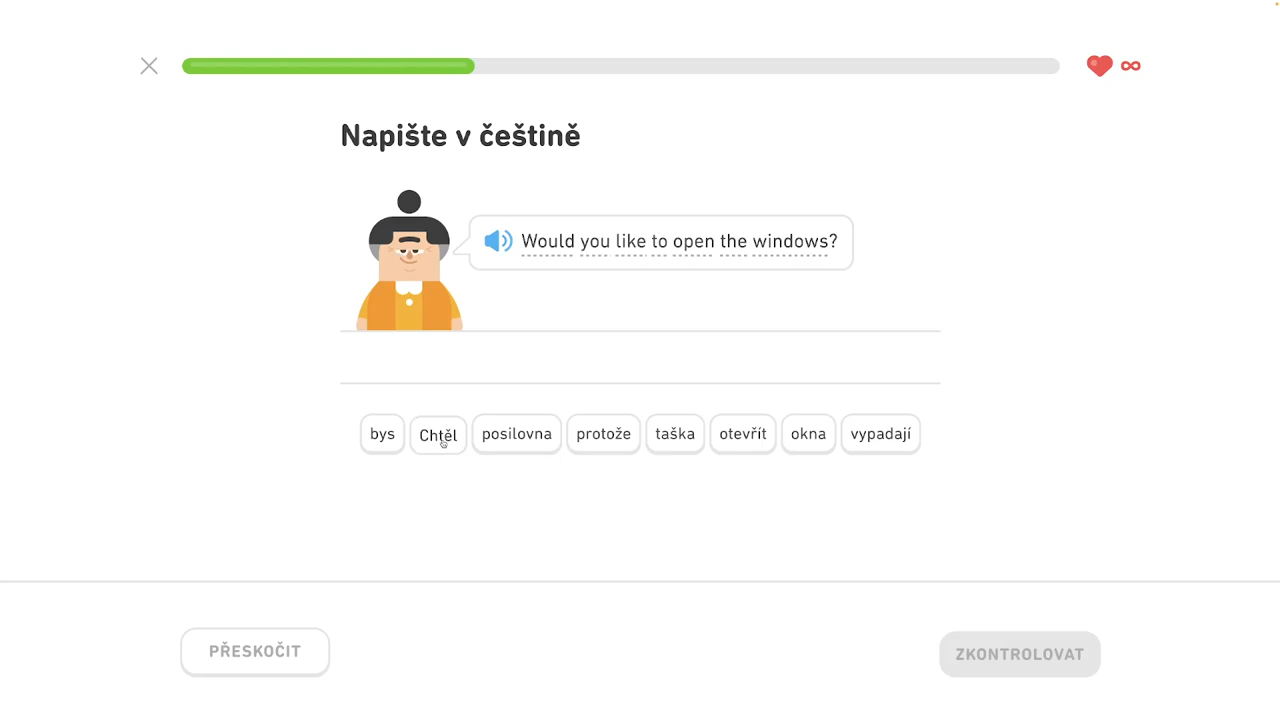 ∞
Napište v češtině
Would you like to open the windows?
bys Chtěl posilovna protože taška otevřít okna vypadají
PŘESKOČIT ZKONTROLOVAT